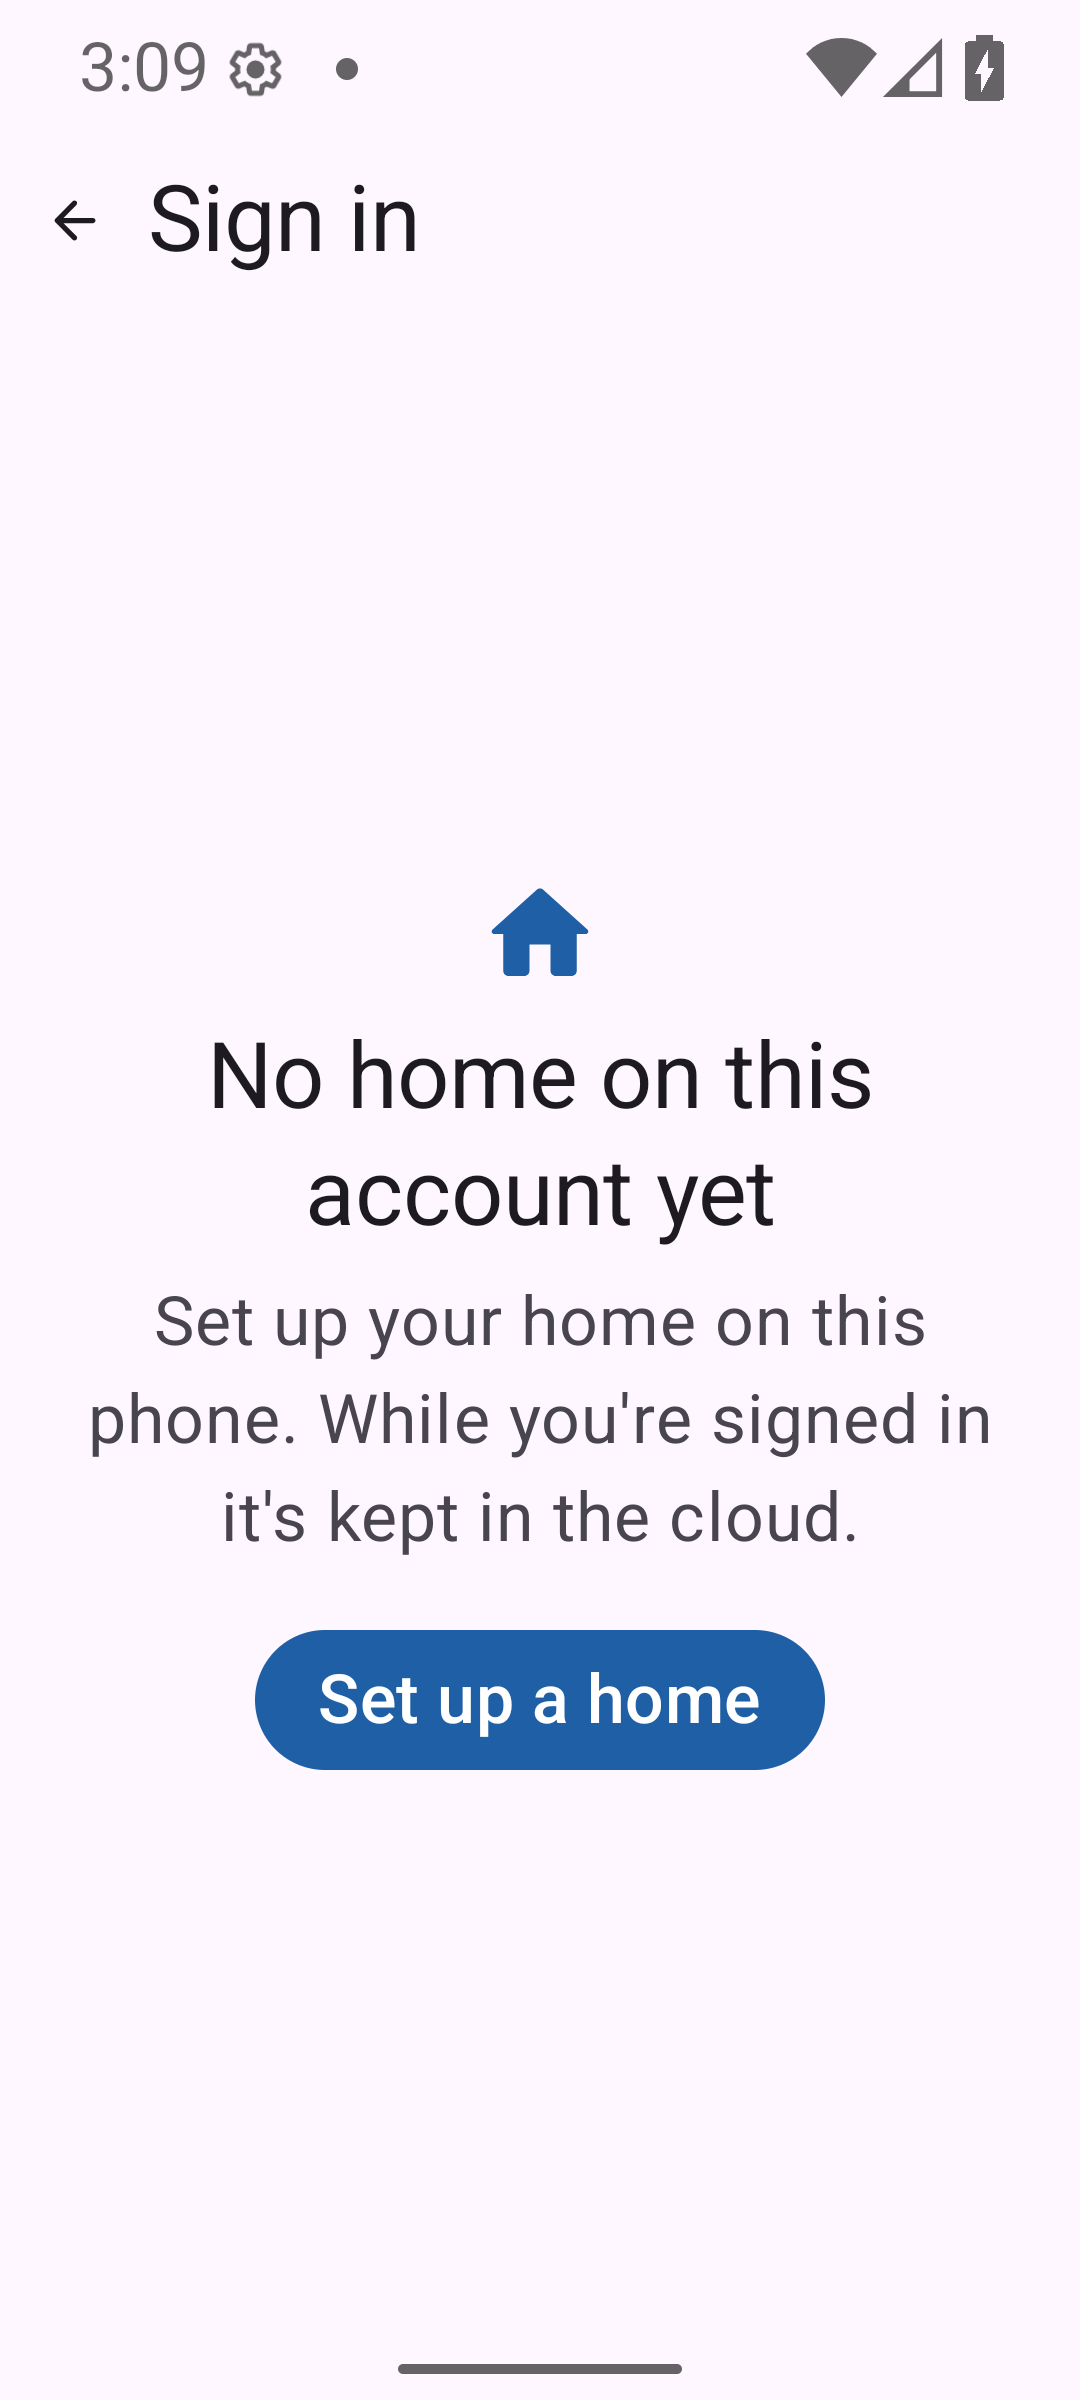 3:09
Sign in
No home on this
account yet
Set up your home on this
phone. While you're signed in
it's kept in the cloud.
Set up a home